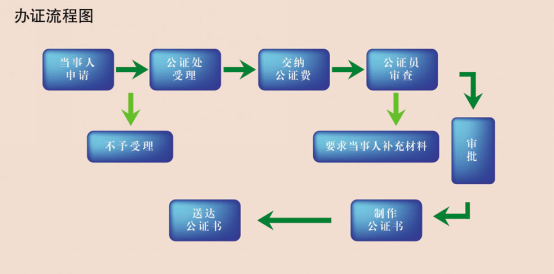 办证流程图
当事人
申请
公证处
受理
交纳
公证费
公证员
审查
不予受理
要求当事人补充材料
审
批
送达
公证书
制作
公证书